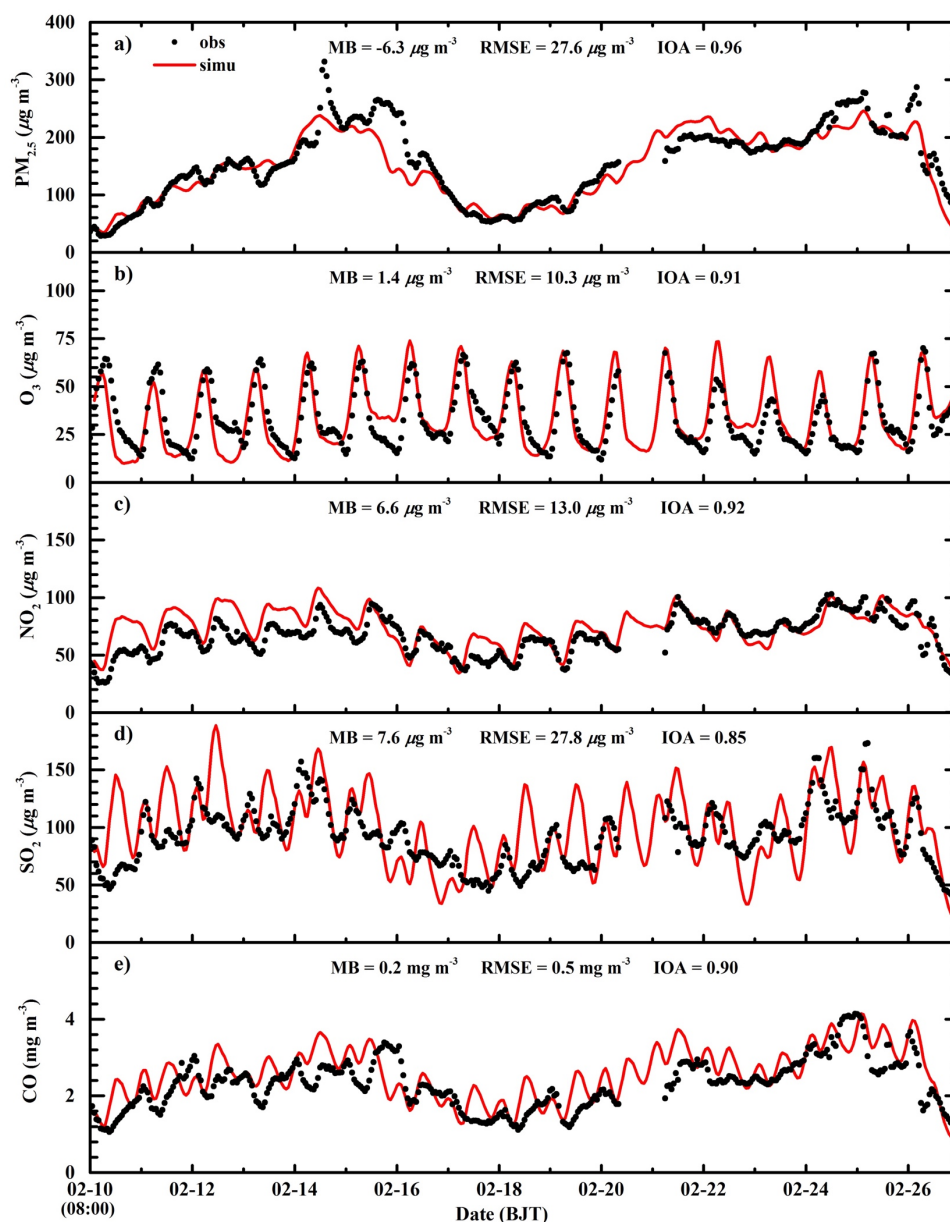 400
a)
obs
simu
MB = -6.3 μg m⁻³ RMSE = 27.6 μg m⁻³ IOA = 0.96
300
200
100
0
PM₂.₅ (μg m⁻³)
b)
MB = 1.4 μg m⁻³ RMSE = 10.3 μg m⁻³ IOA = 0.91
100
75
50
25
0
O₃ (μg m⁻³)
c)
MB = 6.6 μg m⁻³ RMSE = 13.0 μg m⁻³ IOA = 0.92
150
100
50
0
NO₂ (μg m⁻³)
d)
MB = 7.6 μg m⁻³ RMSE = 27.8 μg m⁻³ IOA = 0.85
150
100
50
0
SO₂ (μg m⁻³)
e)
MB = 0.2 mg m⁻³ RMSE = 0.5 mg m⁻³ IOA = 0.90
4
2
0
CO (mg m⁻³)
02-10 02-12 02-14 02-16 02-18 02-20 02-22 02-24 02-26
(08:00)
Date (BJT)